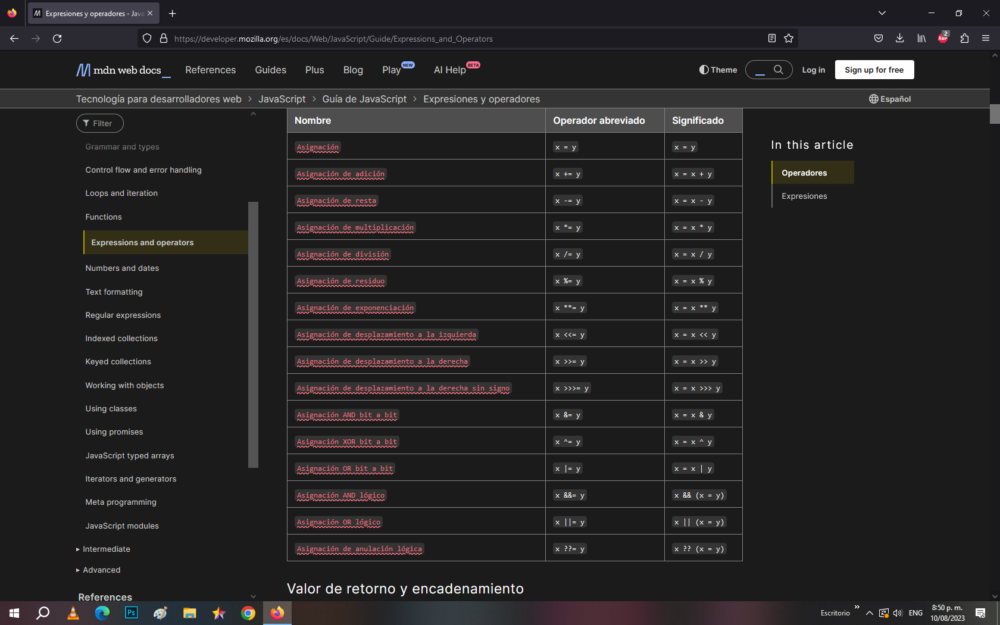 Expresiones y operadores - Java
https://developer.mozilla.org/es/docs/Web/JavaScript/Guide/Expressions_and_Operators
ABP
2
mdn web docs
References
Guides
Plus
Blog
Play
NEW
AI Help
BETA
Theme
Log in
Sign up for free
Tecnología para desarrolladores web > JavaScript > Guía de JavaScript > Expresiones y operadores
Español
Filter
Grammar and types
Control flow and error handling
Loops and iteration
Functions
Expressions and operators
Numbers and dates
Text formatting
Regular expressions
Indexed collections
Keyed collections
Working with objects
Using classes
Using promises
JavaScript typed arrays
Iterators and generators
Meta programming
JavaScript modules
Intermediate
Advanced
References
Nombre Operador abreviado Significado
Asignación x = y x = y
Asignación de adición x += y x = x + y
Asignación de resta x -= y x = x - y
Asignación de multiplicación x *= y x = x * y
Asignación de división x /= y x = x / y
Asignación de residuo x %= y x = x % y
Asignación de exponenciación x **= y x = x ** y
Asignación de desplazamiento a la izquierda x <<= y x = x << y
Asignación de desplazamiento a la derecha x >>= y x = x >> y
Asignación de desplazamiento a la derecha sin signo x >>>= y x = x >>> y
Asignación AND bit a bit x &= y x = x & y
Asignación XOR bit a bit x ^= y x = x ^ y
Asignación OR bit a bit x |= y x = x | y
Asignación AND lógico x &&= y x && (x = y)
Asignación OR lógico x ||= y x || (x = y)
Asignación de anulación lógica x ??= y x ?? (x = y)
Valor de retorno y encadenamiento
In this article
Operadores
Expresiones
Ps
Escritorio
ENG
8:50 p. m.
10/08/2023